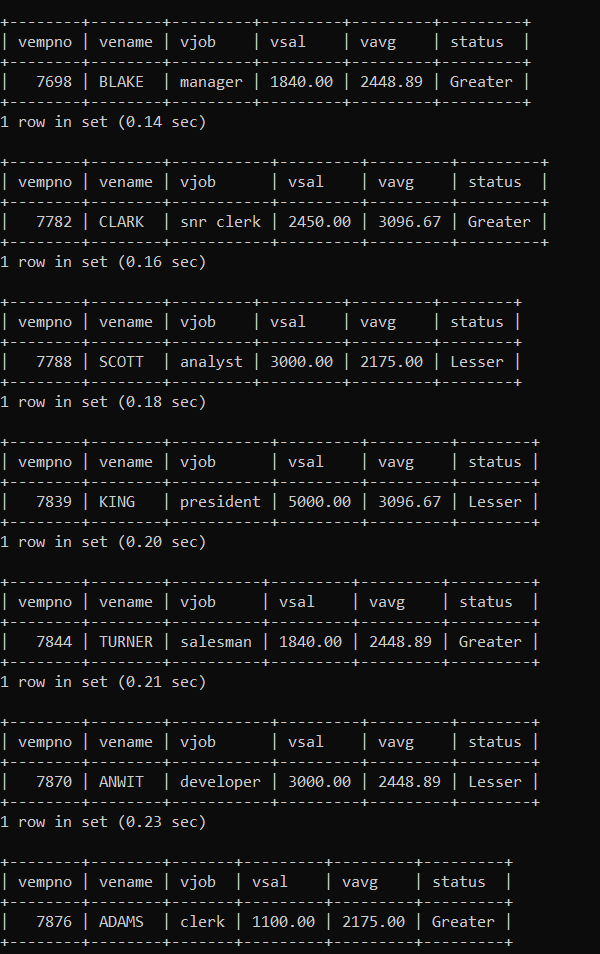 +--------+--------+---------+---------+---------+---------+
| vempno | vename | vjob    | vsal    | vavg    | status  |
+--------+--------+---------+---------+---------+---------+
|   7698 | BLAKE  | manager | 1840.00 | 2448.89 | Greater |
+--------+--------+---------+---------+---------+---------+
1 row in set (0.14 sec)

+--------+--------+-----------+---------+---------+---------+
| vempno | vename | vjob      | vsal    | vavg    | status  |
+--------+--------+-----------+---------+---------+---------+
|   7782 | CLARK  | snr clerk | 2450.00 | 3096.67 | Greater |
+--------+--------+-----------+---------+---------+---------+
1 row in set (0.16 sec)

+--------+--------+---------+---------+---------+--------+
| vempno | vename | vjob    | vsal    | vavg    | status |
+--------+--------+---------+---------+---------+--------+
|   7788 | SCOTT  | analyst | 3000.00 | 2175.00 | Lesser |
+--------+--------+---------+---------+---------+--------+
1 row in set (0.18 sec)

+--------+--------+-----------+---------+---------+--------+
| vempno | vename | vjob      | vsal    | vavg    | status |
+--------+--------+-----------+---------+---------+--------+
|   7839 | KING   | president | 5000.00 | 3096.67 | Lesser |
+--------+--------+-----------+---------+---------+--------+
1 row in set (0.20 sec)

+--------+--------+----------+---------+---------+---------+
| vempno | vename | vjob     | vsal    | vavg    | status  |
+--------+--------+----------+---------+---------+---------+
|   7844 | TURNER | salesman | 1840.00 | 2448.89 | Greater |
+--------+--------+----------+---------+---------+---------+
1 row in set (0.21 sec)

+--------+--------+-----------+---------+---------+--------+
| vempno | vename | vjob      | vsal    | vavg    | status |
+--------+--------+-----------+---------+---------+--------+
|   7870 | ANWIT  | developer | 3000.00 | 2448.89 | Lesser |
+--------+--------+-----------+---------+---------+--------+
1 row in set (0.23 sec)

+--------+--------+-------+---------+---------+---------+
| vempno | vename | vjob  | vsal    | vavg    | status  |
+--------+--------+-------+---------+---------+---------+
|   7876 | ADAMS  | clerk | 1100.00 | 2175.00 | Greater |
+--------+--------+-------+---------+---------+---------+